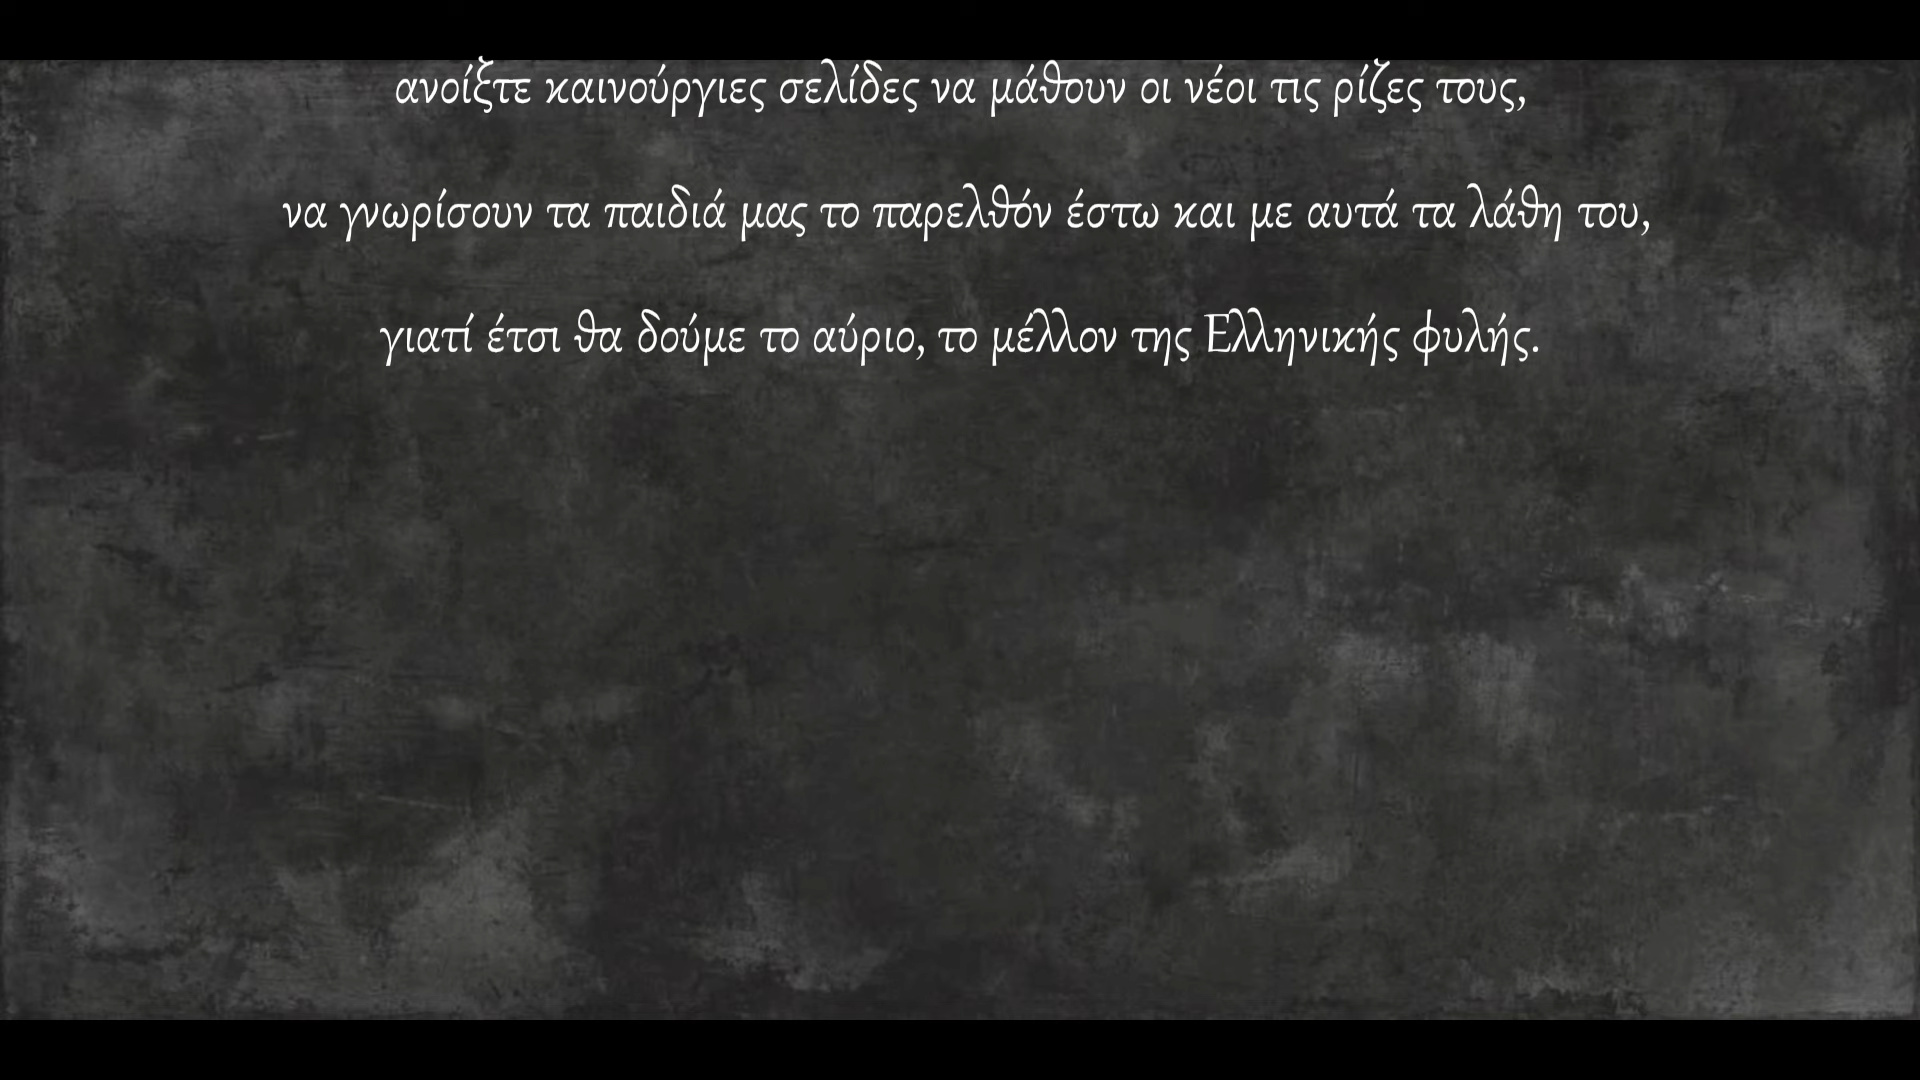 ανοίξτε καινούργιες σελίδες να μάθουν οι νέοι τις ρίζες τους,
να γνωρίσουν τα παιδιά μας το παρελθόν έστω και με αυτά τα λάθη του,
γιατί έτσι θα δούμε το αύριο, το μέλλον της Ελληνικής φυλής.